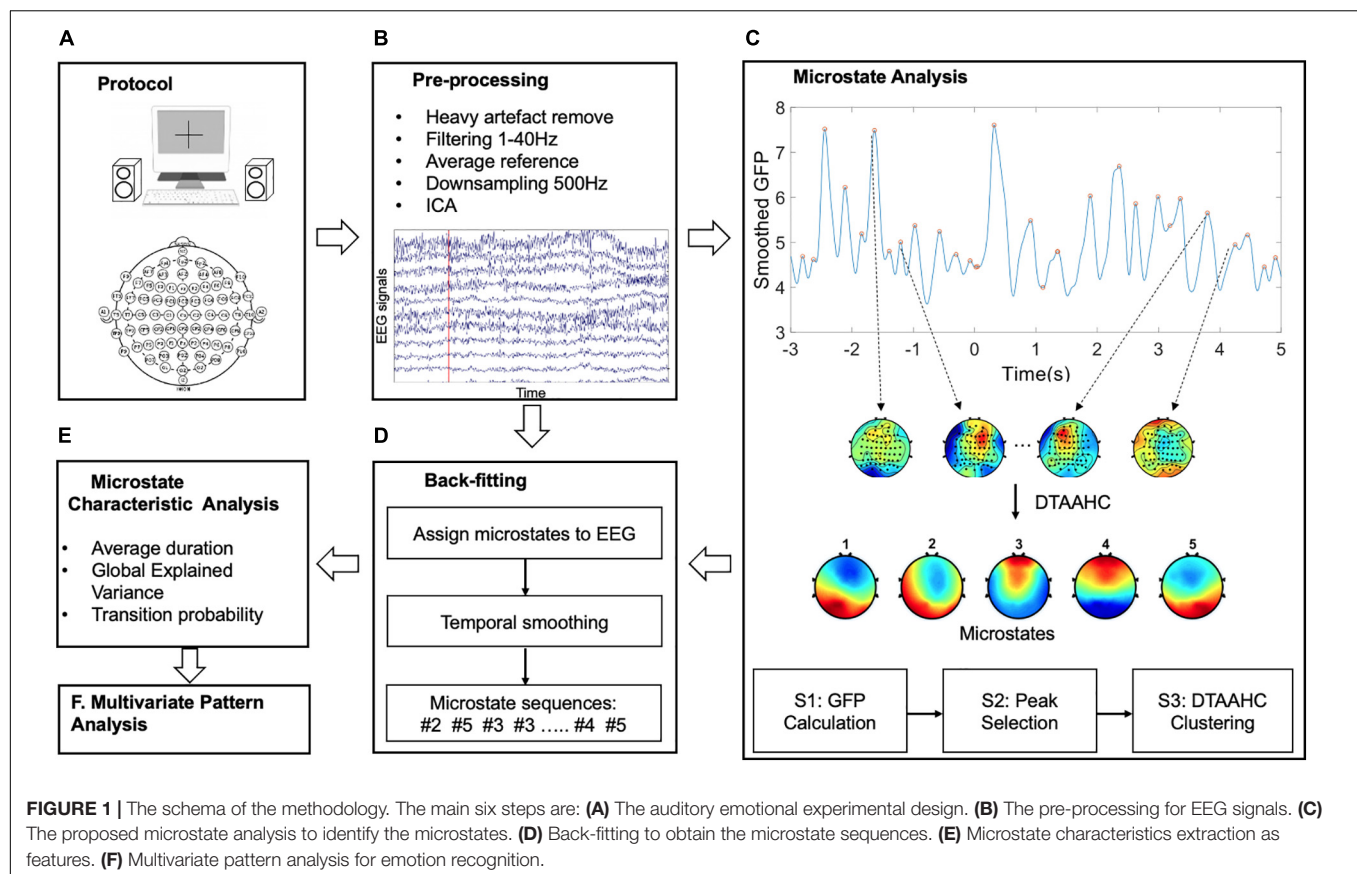 A
Protocol
B
Pre-processing
• Heavy artefact remove
• Filtering 1-40Hz
• Average reference
• Downsampling 500Hz
• ICA
EEG signals
Time
C
Microstate Analysis
8
7
6
5
4
3
Smoothed GFP
-3 -2 -1 0 1 2 3 4 5
Time(s)
...
DTAAHC
1 2 3 4 5
Microstates
S1: GFP
Calculation
S2: Peak
Selection
S3: DTAAHC
Clustering
D
Back-fitting
Assign microstates to EEG
Temporal smoothing
Microstate sequences:
#2 #5 #3 #3 ..... #4 #5
E
Microstate
Characteristic Analysis
• Average duration
• Global Explained
Variance
• Transition probability
F. Multivariate Pattern
Analysis
FIGURE 1 | The schema of the methodology. The main six steps are: (A) The auditory emotional experimental design. (B) The pre-processing for EEG signals. (C)
The proposed microstate analysis to identify the microstates. (D) Back-fitting to obtain the microstate sequences. (E) Microstate characteristics extraction as
features. (F) Multivariate pattern analysis for emotion recognition.